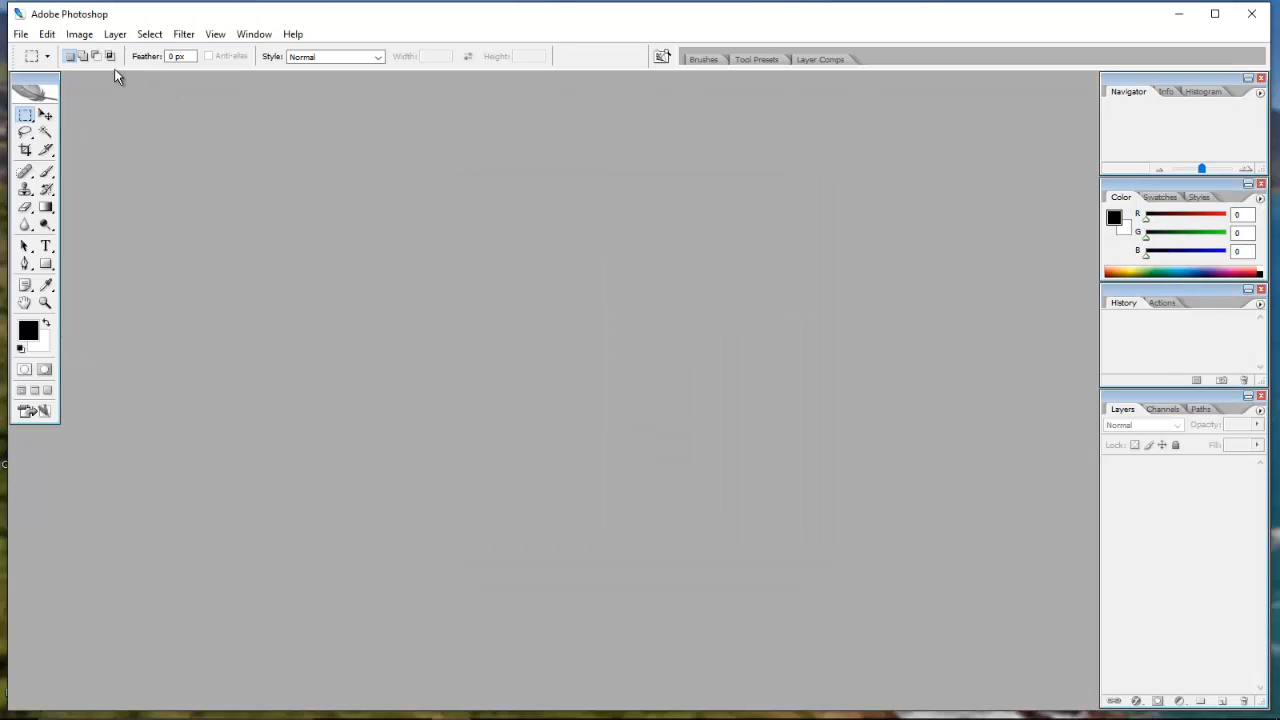 Adobe Photoshop
File Edit Image Layer Select Filter View Window Help
Feather: 0 px Anti-alias Style: Normal Width: Height: Brushes Tool Presets Layer Comps
Navigator Info Histogram
Color Swatches Styles
R 0
G 0
B 0
History Actions
Layers Channels Paths
Normal Opacity:
Lock: Fill: